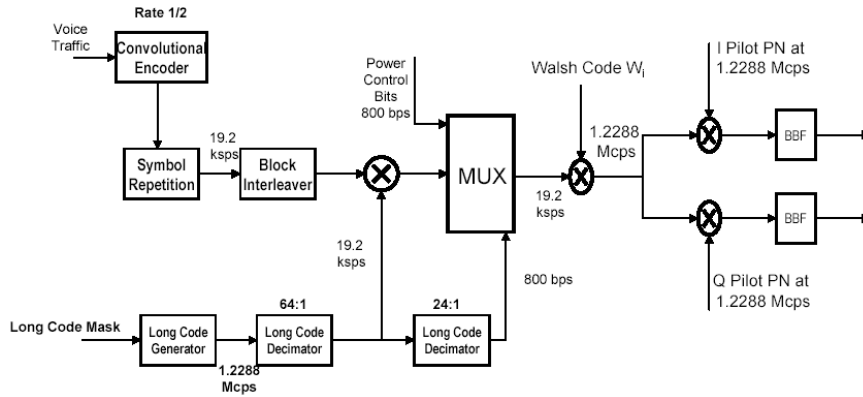 Rate 1/2
Voice
Traffic
Convolutional
Encoder
Power
Control
Bits
800 bps
Walsh Code Wi
I Pilot PN at
1.2288 Mcps
19.2
ksps
Symbol
Repetition
Block
Interleaver
MUX
1.2288
Mcps
BBF
19.2
ksps
BBF
19.2
ksps
800 bps
Q Pilot PN at
1.2288 Mcps
64:1
24:1
Long Code Mask
Long Code
Generator
Long Code
Decimator
Long Code
Decimator
1.2288
Mcps